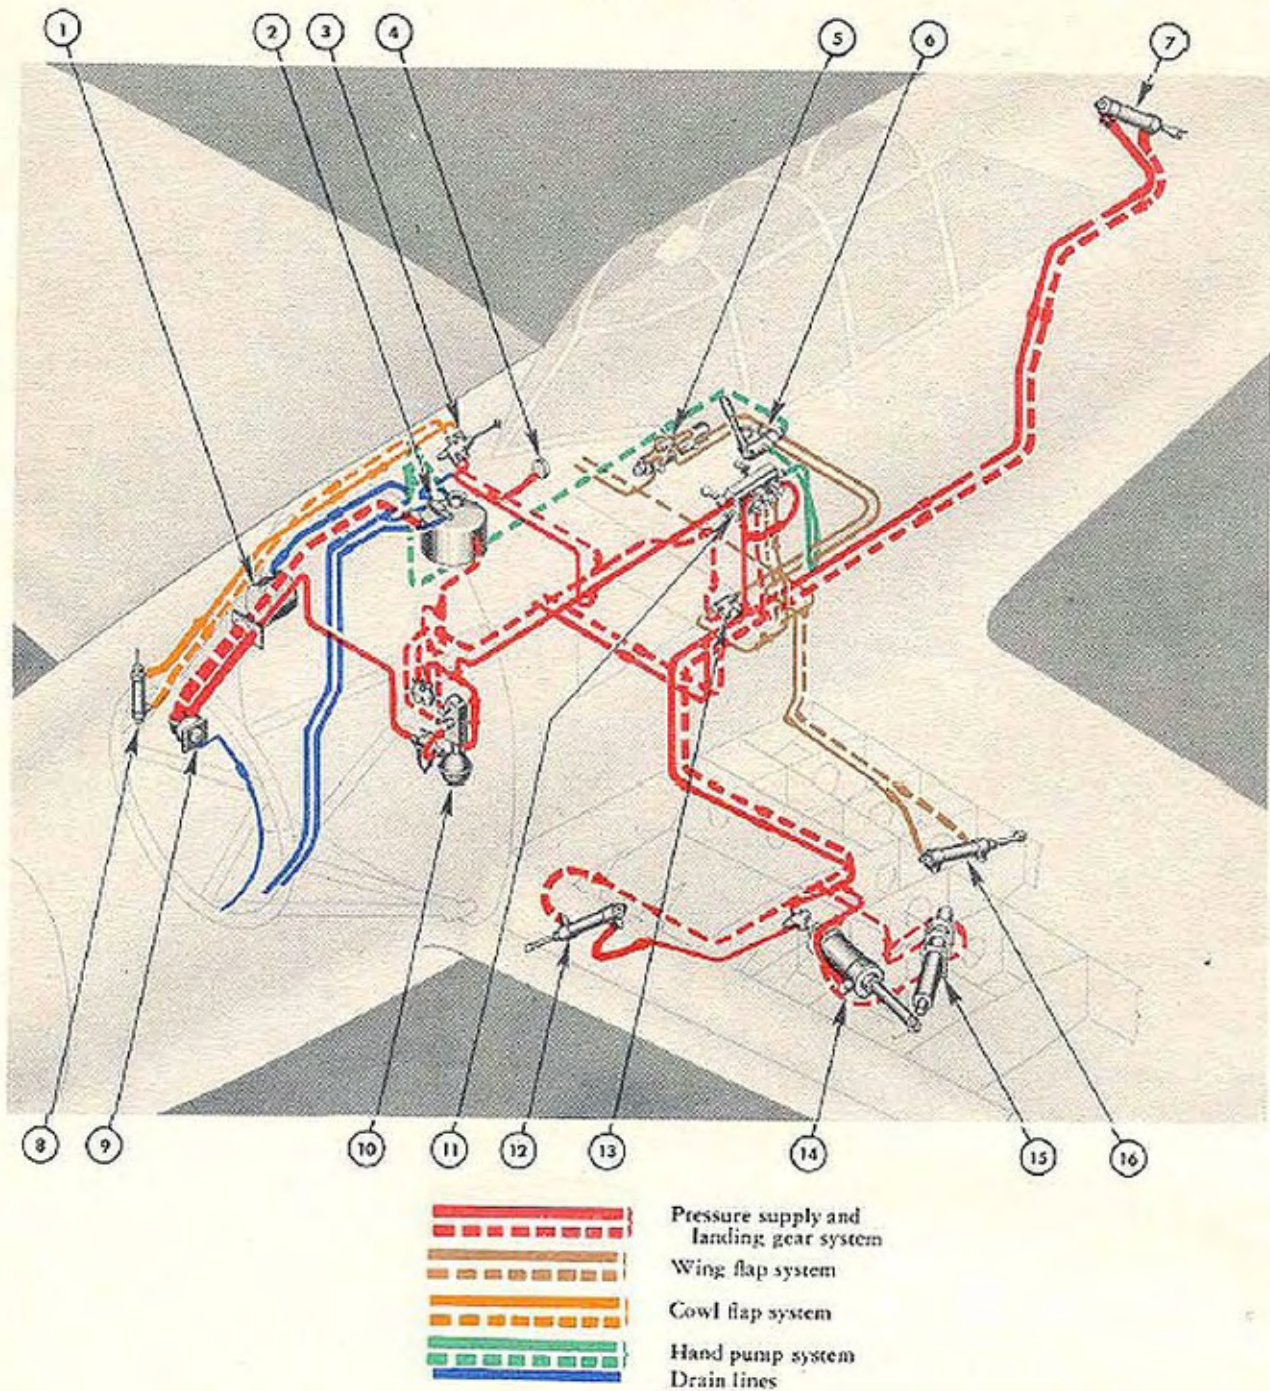 1 2 3 4 5 6 7
8 9 10 11 12 13 14 15 16
Pressure supply and
landing gear system
Wing flap system
Cowl flap system
Hand pump system
Drain lines